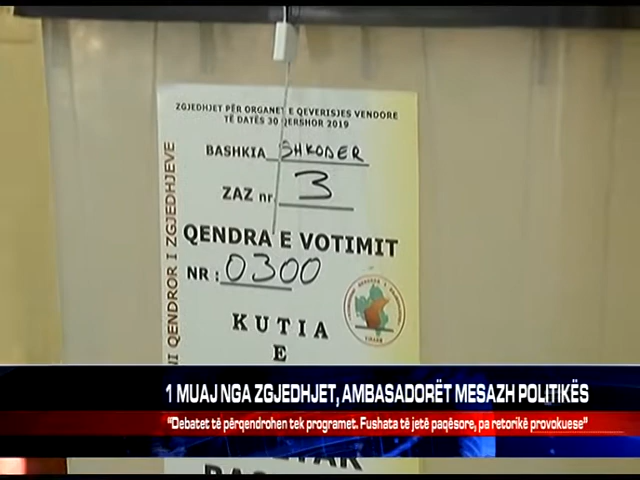 ZGJEDHJET PËR ORGANET E QEVERISJES VENDORE
TË DATËS 30 QERSHOR 2019
BASHKIA SHKODER
ZAZ nr. 3
QENDRA E VOTIMIT
NR : 0300
KUTIA
E
NI QENDROR I ZGJEDHJEVE
1 MUAJ NGA ZGJEDHJET, AMBASADORËT MESAZH POLITIKËS
"Debatet të përqendrohen tek programet. Fushata të jetë paqësore, pa retorikë provokuese"